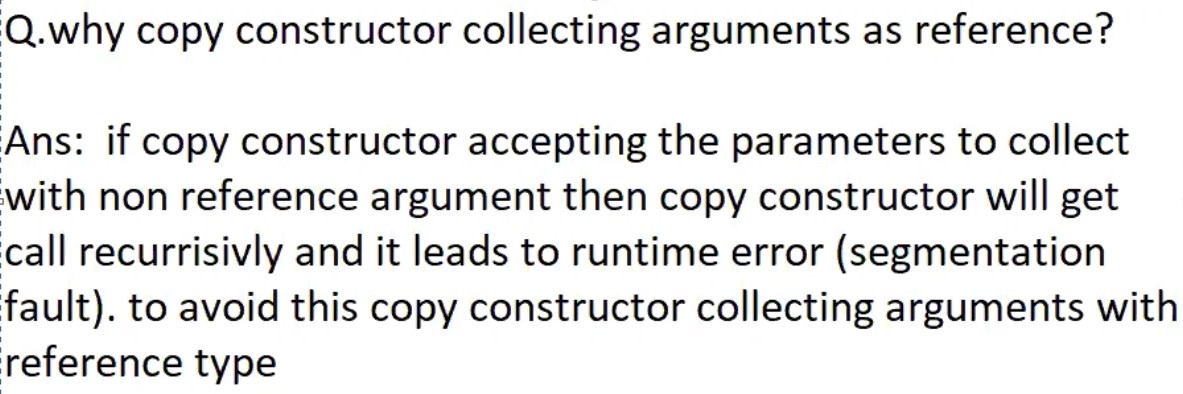 Q.why copy constructor collecting arguments as reference?
Ans:  if copy constructor accepting the parameters to collect
with non reference argument then copy constructor will get
call recurrisivly and it leads to runtime error (segmentation
fault). to avoid this copy constructor collecting arguments with
reference type